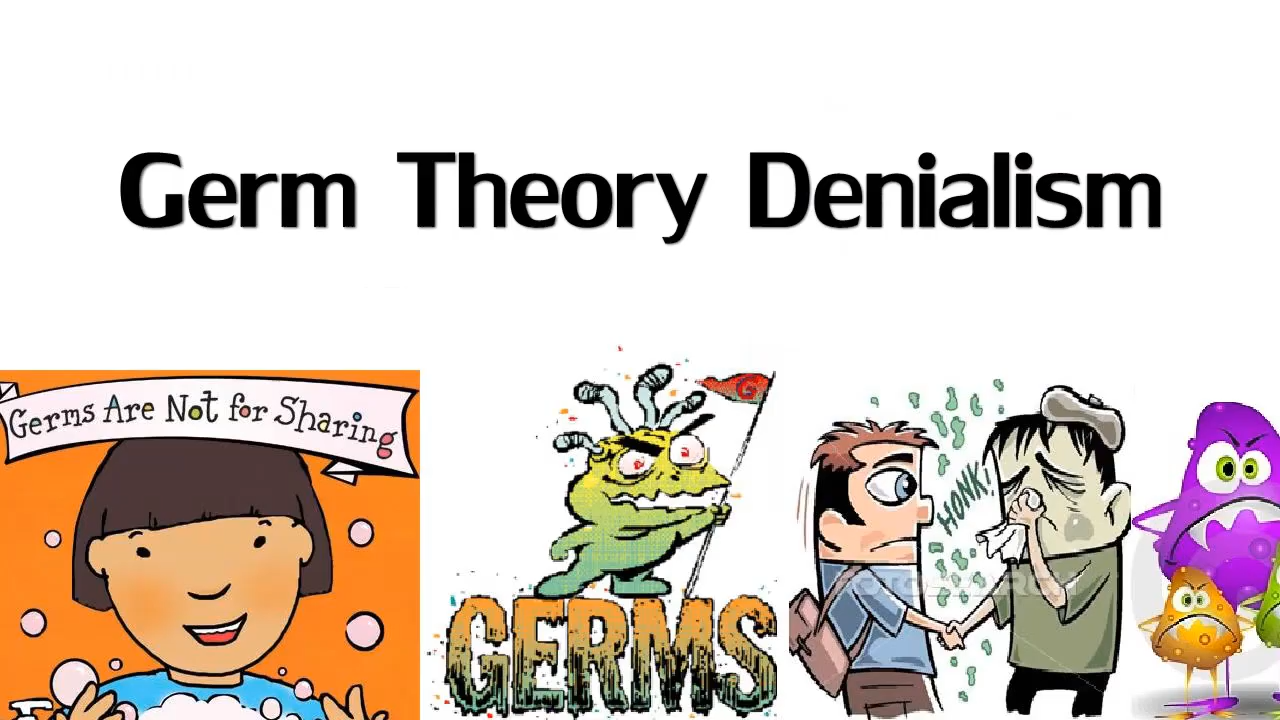 Germ Theory Denialism
Germs Are Not for Sharing
G
GERMS
HONK!